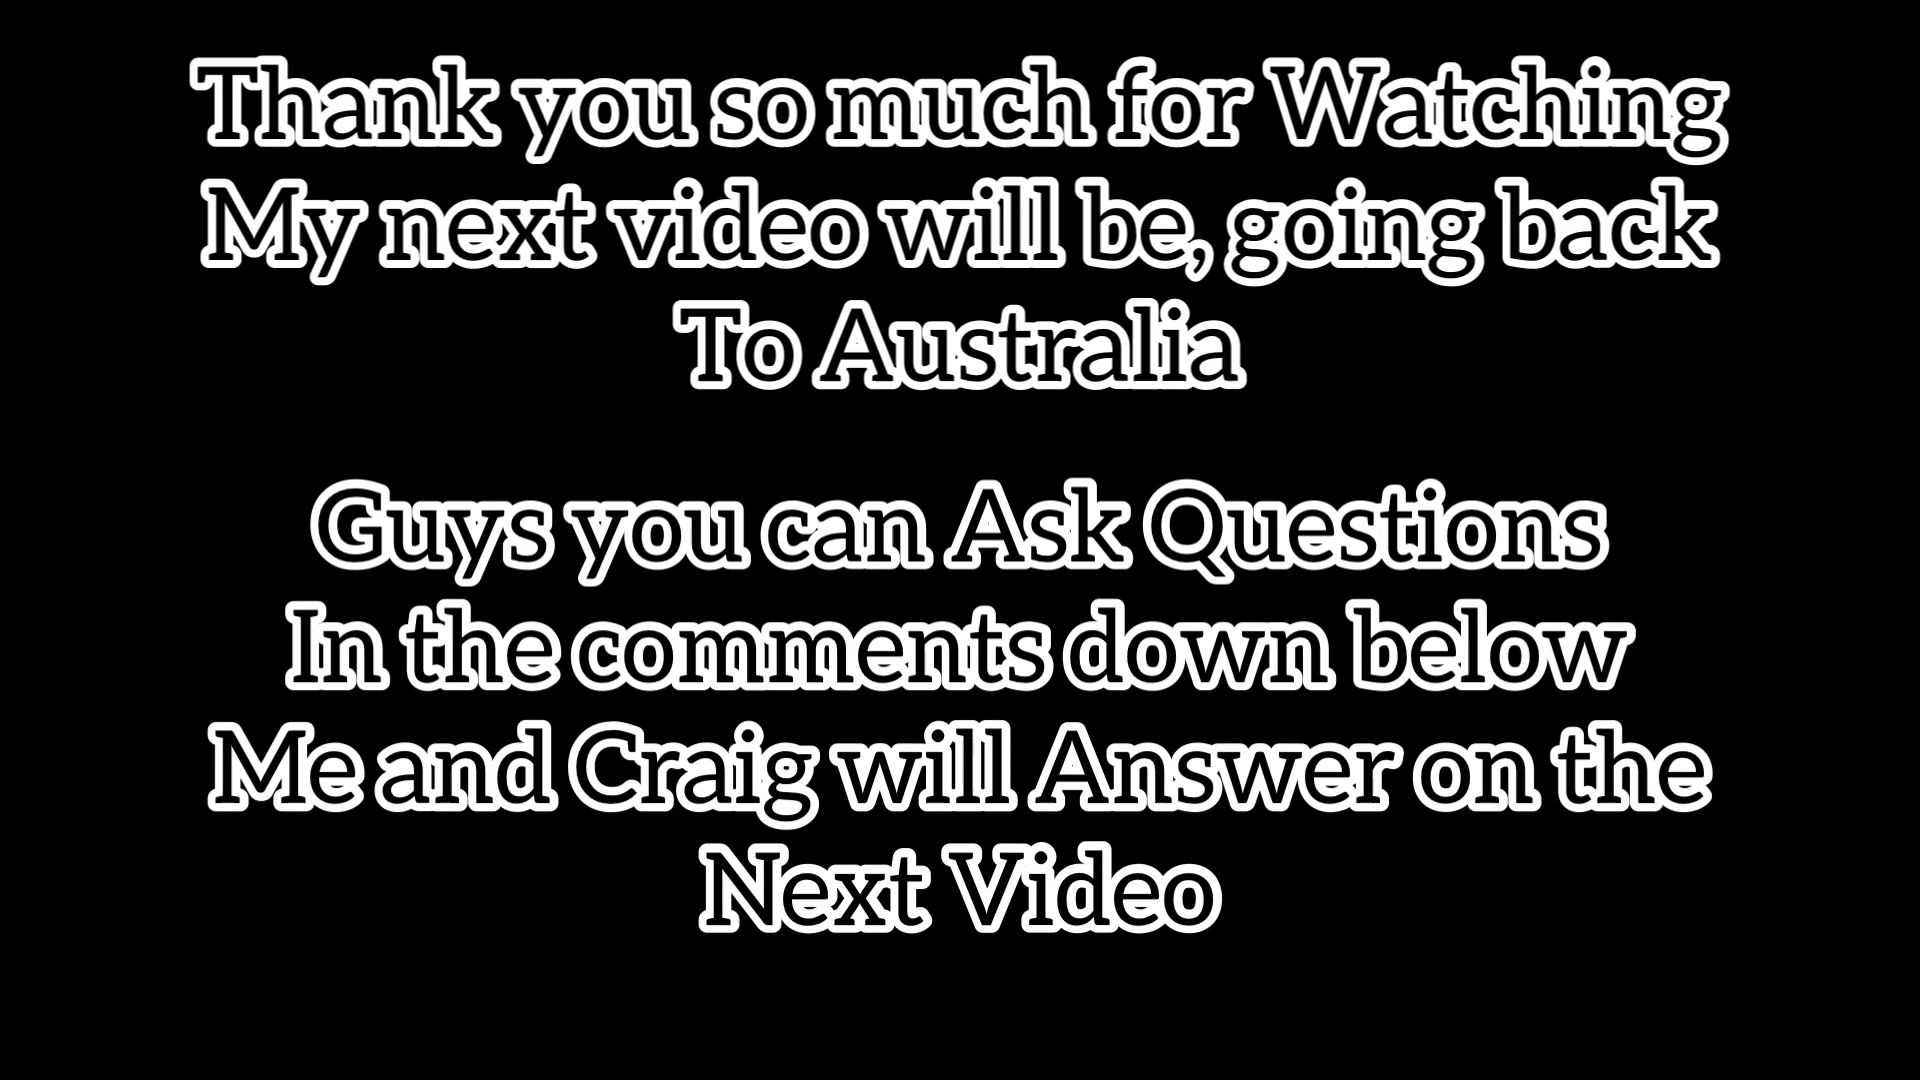 Thank you so much for Watching
My next video will be, going back
To Australia
Guys you can Ask Questions
In the comments down below
Me and Craig will Answer on the
Next Video